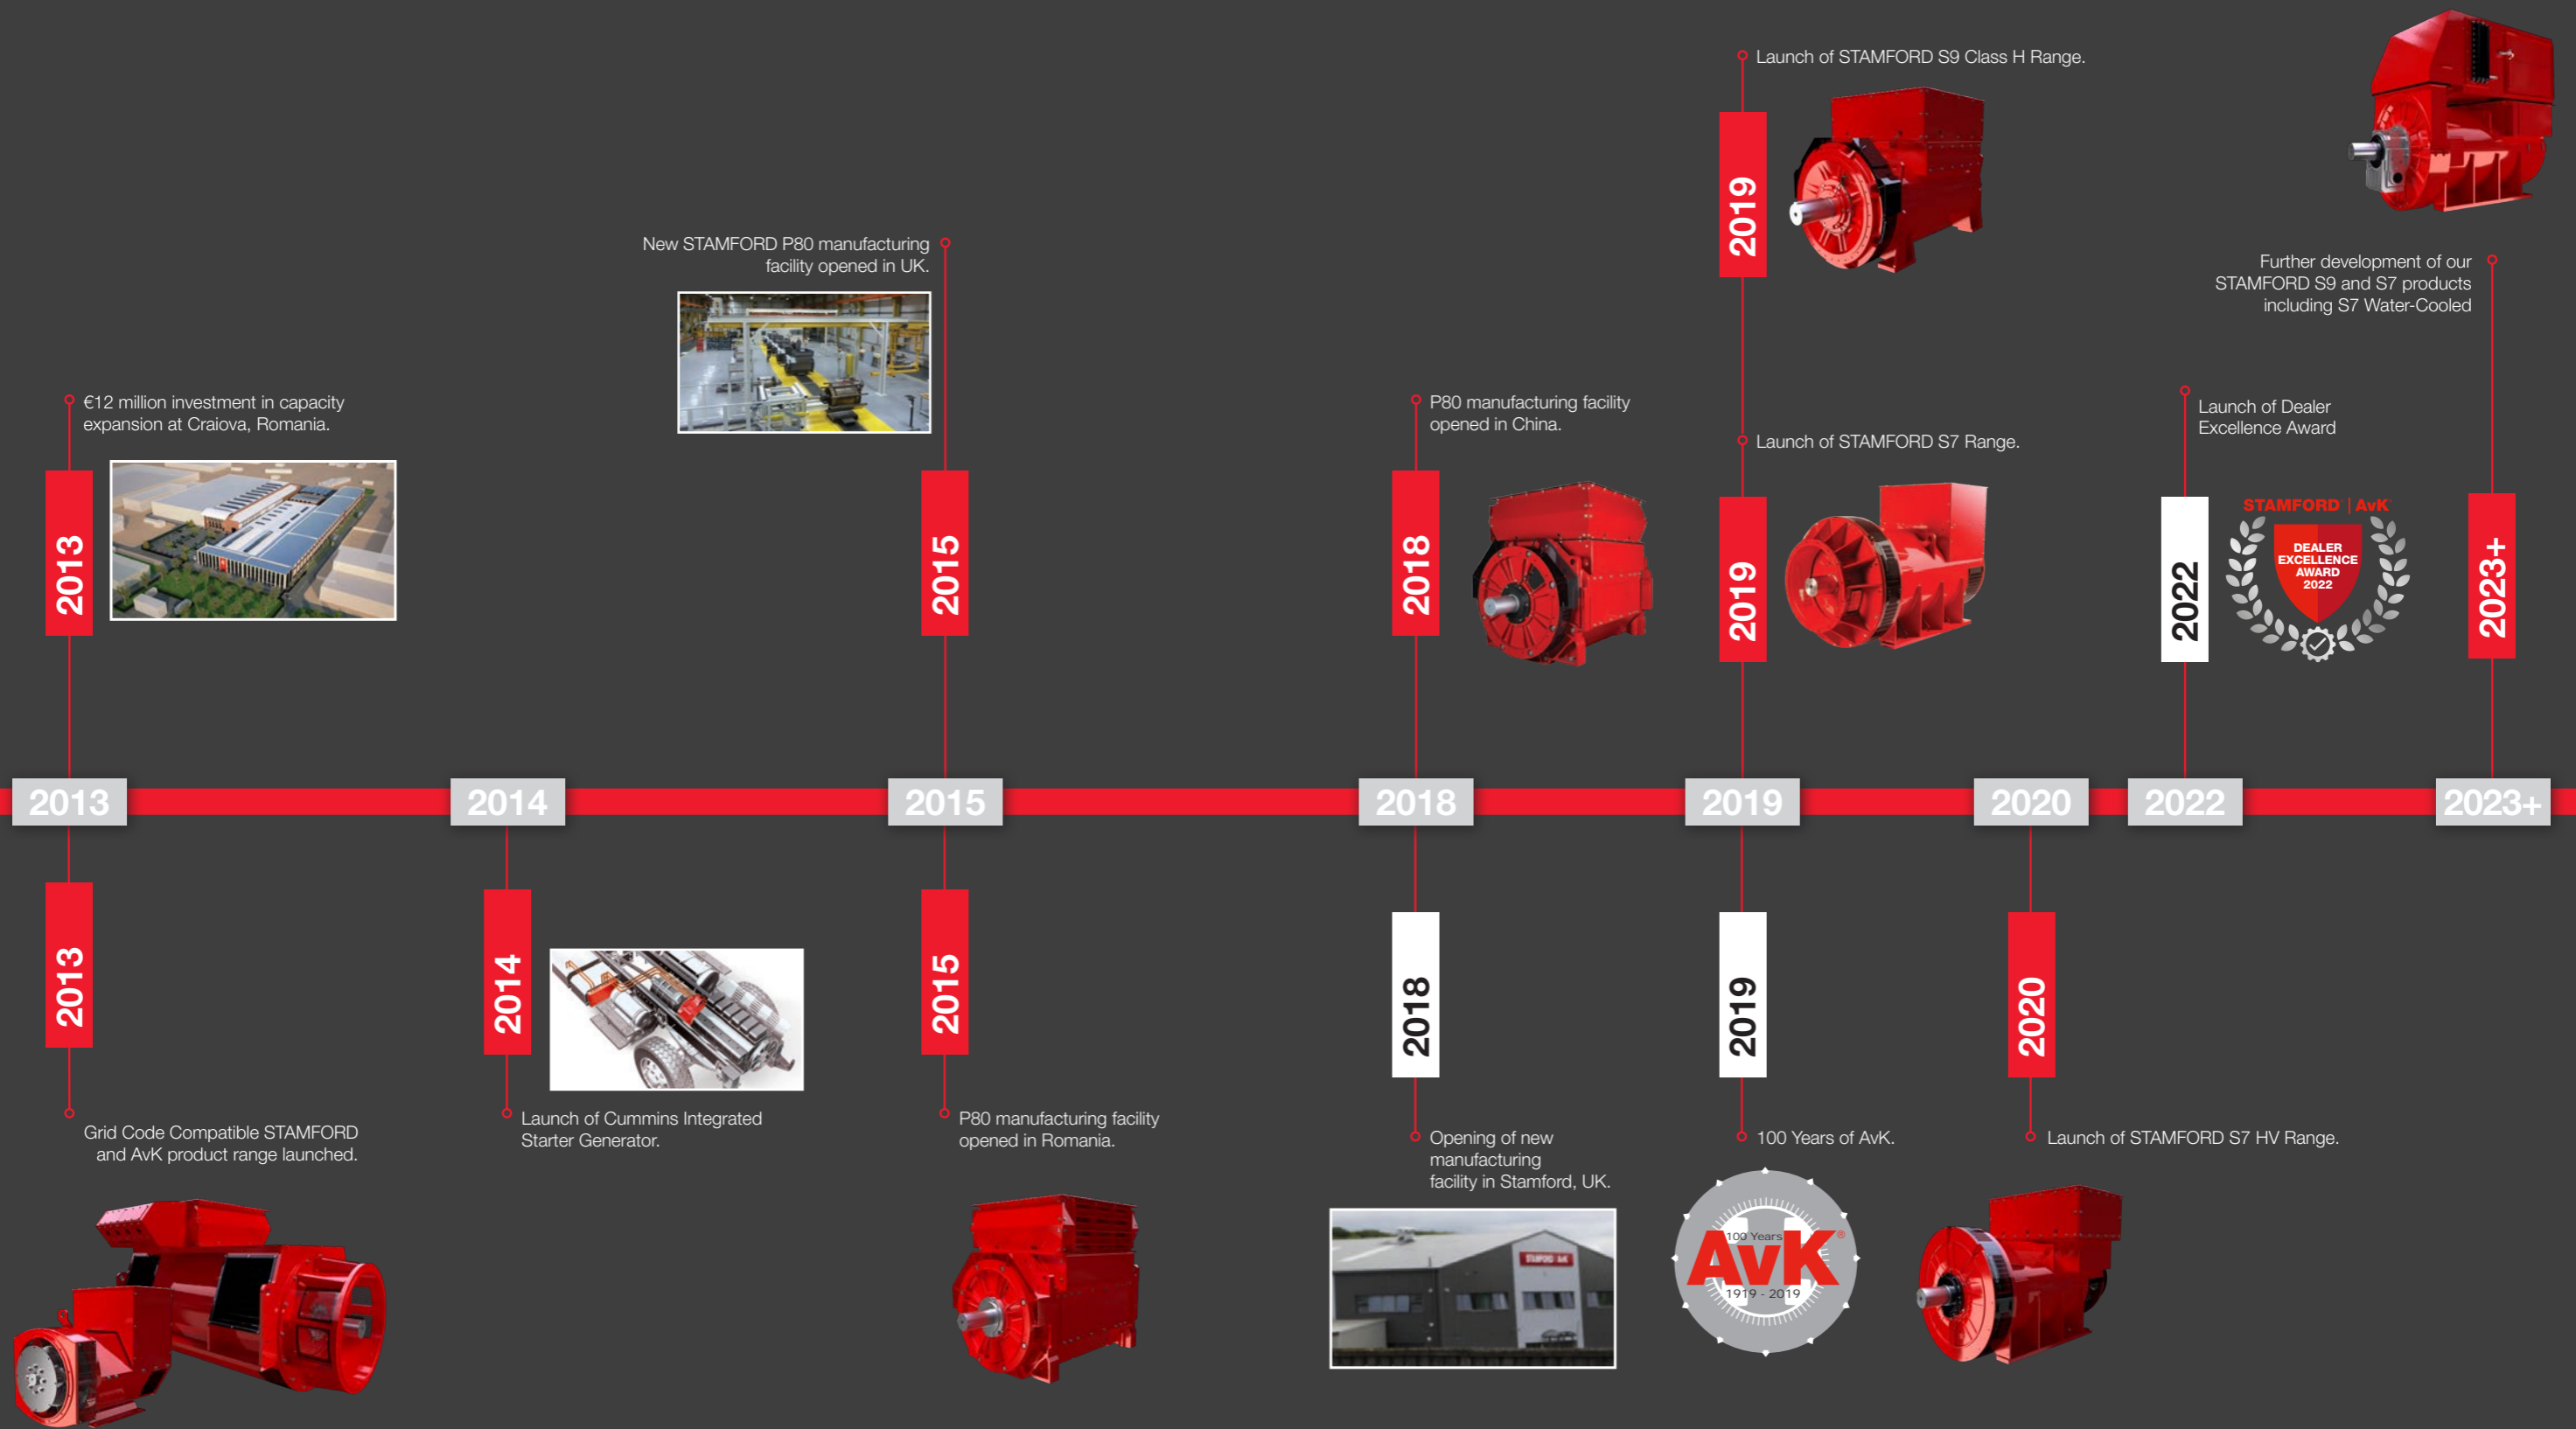 Launch of STAMFORD S9 Class H Range.
2019
New STAMFORD P80 manufacturing
facility opened in UK.
Further development of our
STAMFORD S9 and S7 products
including S7 Water-Cooled
€12 million investment in capacity
expansion at Craiova, Romania.
2013
2015
P80 manufacturing facility
opened in China.
2018
Launch of STAMFORD S7 Range.
2019
Launch of Dealer
Excellence Award
2022
STAMFORD | AvK
DEALER
EXCELLENCE
AWARD
2022
2023+
2013
2014
2015
2018
2019
2020
2022
2023+
2013
Grid Code Compatible STAMFORD
and AvK product range launched.
2014
Launch of Cummins Integrated
Starter Generator.
2015
P80 manufacturing facility
opened in Romania.
2018
Opening of new
manufacturing
facility in Stamford, UK.
STAMFORD AvK
2019
100 Years of AvK.
100 Years
AvK®
1919 - 2019
2020
Launch of STAMFORD S7 HV Range.